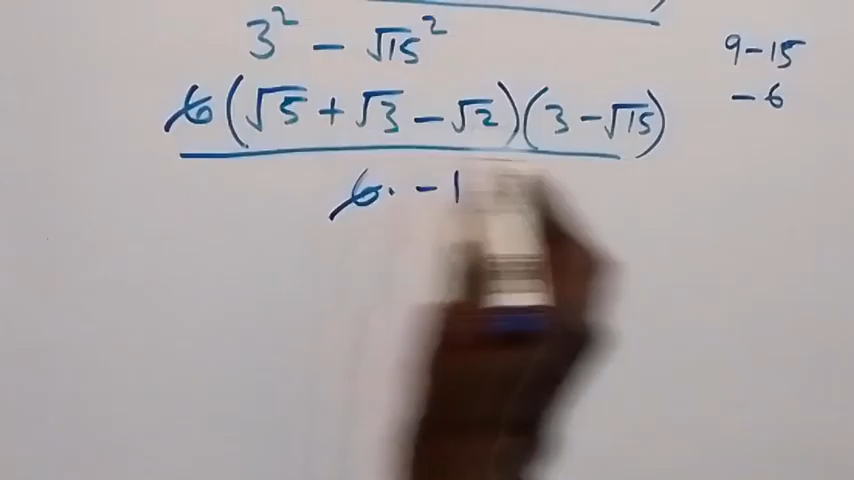 3² - √15²
9 - 15
6(√5 + √3 - √2)(3 - √15)
- 6
6. - 1